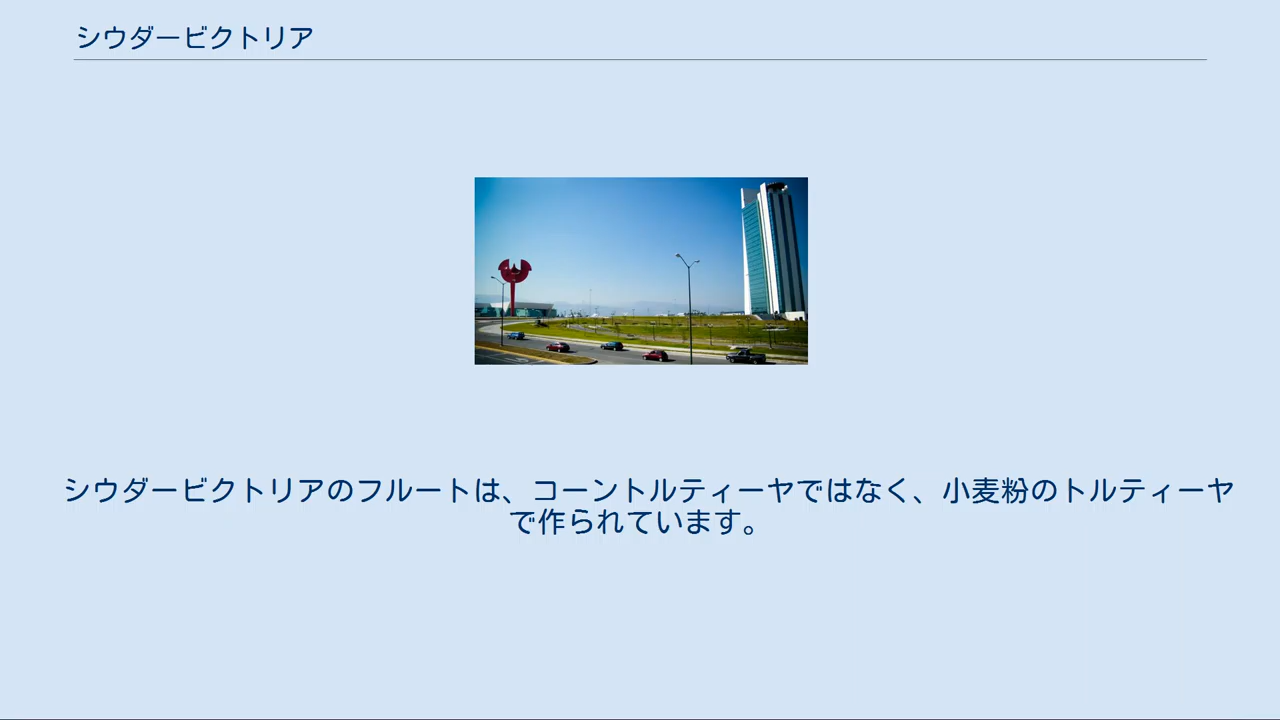 シウダービクトリア
シウダービクトリアのフルートは、コーントルティーヤではなく、小麦粉のトルティーヤ
で作られています。